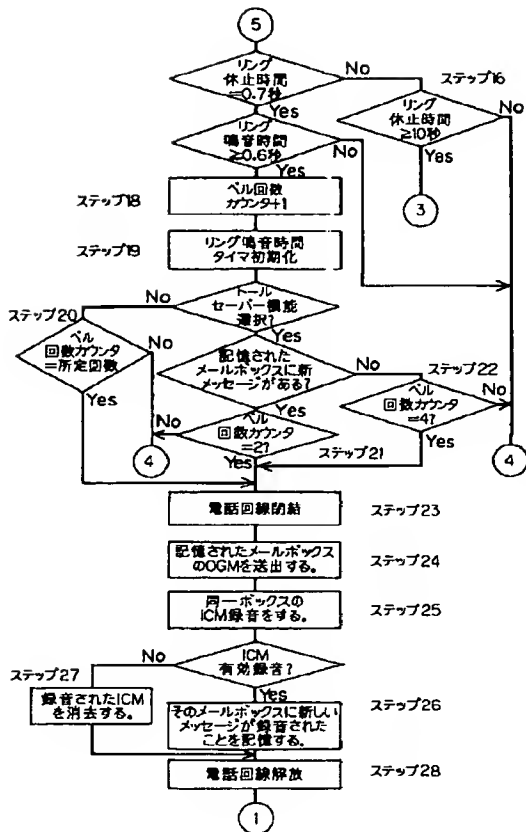 5
リング
休止時間
=0.7秒
No
ステップ16
Yes
リング
鳴音時間
≥0.6秒
No
リング
休止時間
≥10秒
No
Yes
Yes
3
ステップ18
ベル回数
カウンタ+1
ステップ19
リング鳴音時間
タイマ初期化
No
トール
セーバー機能
選択?
ステップ20
Yes
ベル
回数カウンタ
=所定回数
No
記憶された
メールボックスに新
メッセージがある?
No
ステップ22
Yes
Yes
ベル
回数カウンタ
=4?
No
No
ベル
回数カウンタ
=2?
Yes
4
Yes
ステップ21
4
電話回線閉結
ステップ23
記憶されたメールボックス
のOGMを送出する。
ステップ24
同一ボックスの
ICM録音をする。
ステップ25
No
ICM
有効録音?
ステップ27
Yes
録音されたICM
を消去する。
そのメールボックスに新しい
メッセージが録音された
ことを記憶する。
ステップ26
電話回線解放
ステップ28
1